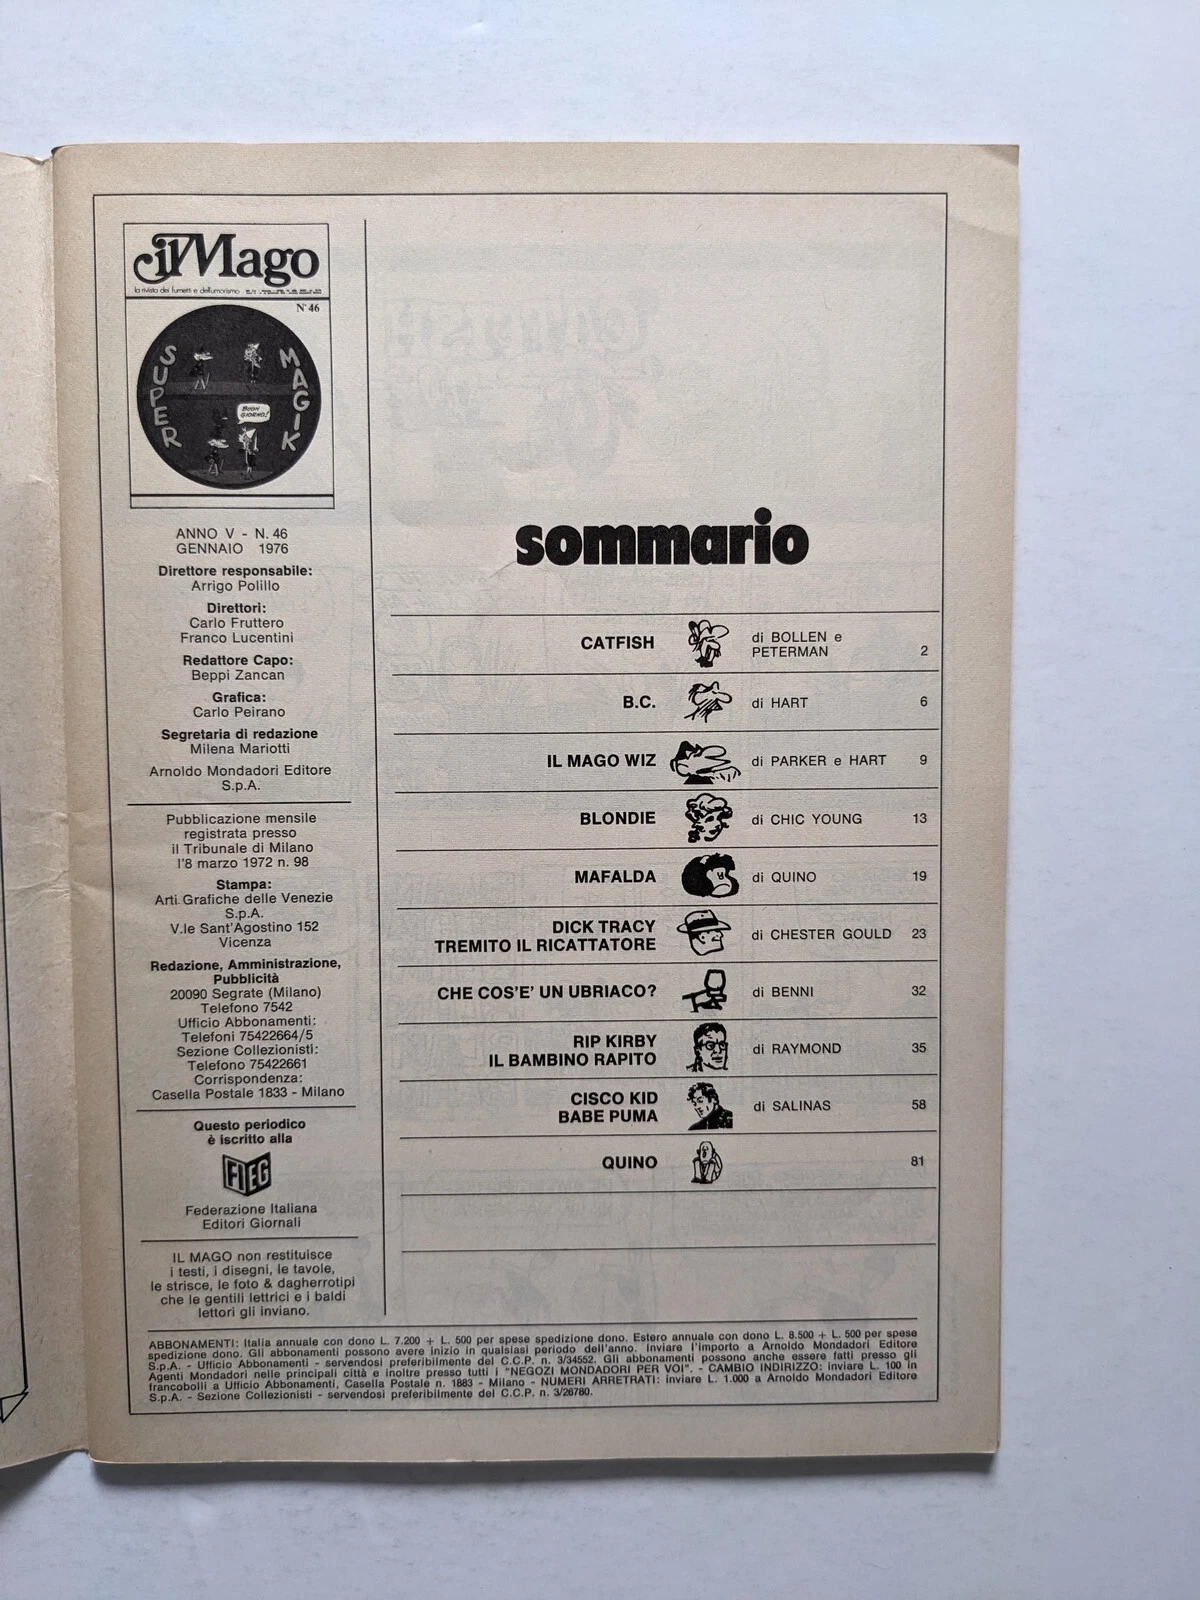 il Mago
la rivista dei fumetti e dell'umorismo
N° 46
SUPER
MAGIK
BUON
GIORNO!
ANNO V - N. 46
GENNAIO 1976
Direttore responsabile:
Arrigo Polillo
Direttori:
Carlo Fruttero
Franco Lucentini
Redattore Capo:
Beppi Zancan
Grafica:
Carlo Peirano
Segretaria di redazione
Milena Mariotti
Arnoldo Mondadori Editore
S.p.A.
Pubblicazione mensile
registrata presso
il Tribunale di Milano
l'8 marzo 1972 n. 98
Stampa:
Arti Grafiche delle Venezie
S.p.A.
V.le Sant'Agostino 152
Vicenza
Redazione, Amministrazione,
Pubblicità
20090 Segrate (Milano)
Telefono 7542
Ufficio Abbonamenti:
Telefoni 75422664/5
Sezione Collezionisti:
Telefono 75422661
Corrispondenza:
Casella Postale 1833 - Milano
Questo periodico
è iscritto alla
FIEG
Federazione Italiana
Editori Giornali
IL MAGO non restituisce
i testi, i disegni, le tavole,
le strisce, le foto & dagherrotipi
che le gentili lettrici e i baldi
lettori gli inviano.
sommario
CATFISH di BOLLEN e
PETERMAN 2
B.C. di HART 6
IL MAGO WIZ di PARKER e HART 9
BLONDIE di CHIC YOUNG 13
MAFALDA di QUINO 19
DICK TRACY
TREMITO IL RICATTATORE di CHESTER GOULD 23
CHE COS'E' UN UBRIACO? di BENNI 32
RIP KIRBY
IL BAMBINO RAPITO di RAYMOND 35
CISCO KID
BABE PUMA di SALINAS 58
QUINO 81
ABBONAMENTI: Italia annuale con dono L. 7.200 + L. 500 per spese spedizione dono. Estero annuale con dono L. 8.500 + L. 500 per spese
spedizione dono. Gli abbonamenti possono avere inizio in qualsiasi periodo dell'anno. Inviare l'importo a Arnoldo Mondadori Editore
S.p.A. - Ufficio Abbonamenti - servendosi preferibilmente del C.C.P. n. 3/34552. Gli abbonamenti possono anche essere fatti presso gli
Agenti Mondadori nelle principali città e inoltre presso tutti i "NEGOZI MONDADORI PER VOI". - CAMBIO INDIRIZZO: inviare L. 100 in
francobolli a Ufficio Abbonamenti, Casella Postale n. 1883 - Milano - NUMERI ARRETRATI: inviare L. 1.000 a Arnoldo Mondadori Editore
S.p.A. - Sezione Collezionisti - servendosi preferibilmente del C.C.P. n. 3/26780.